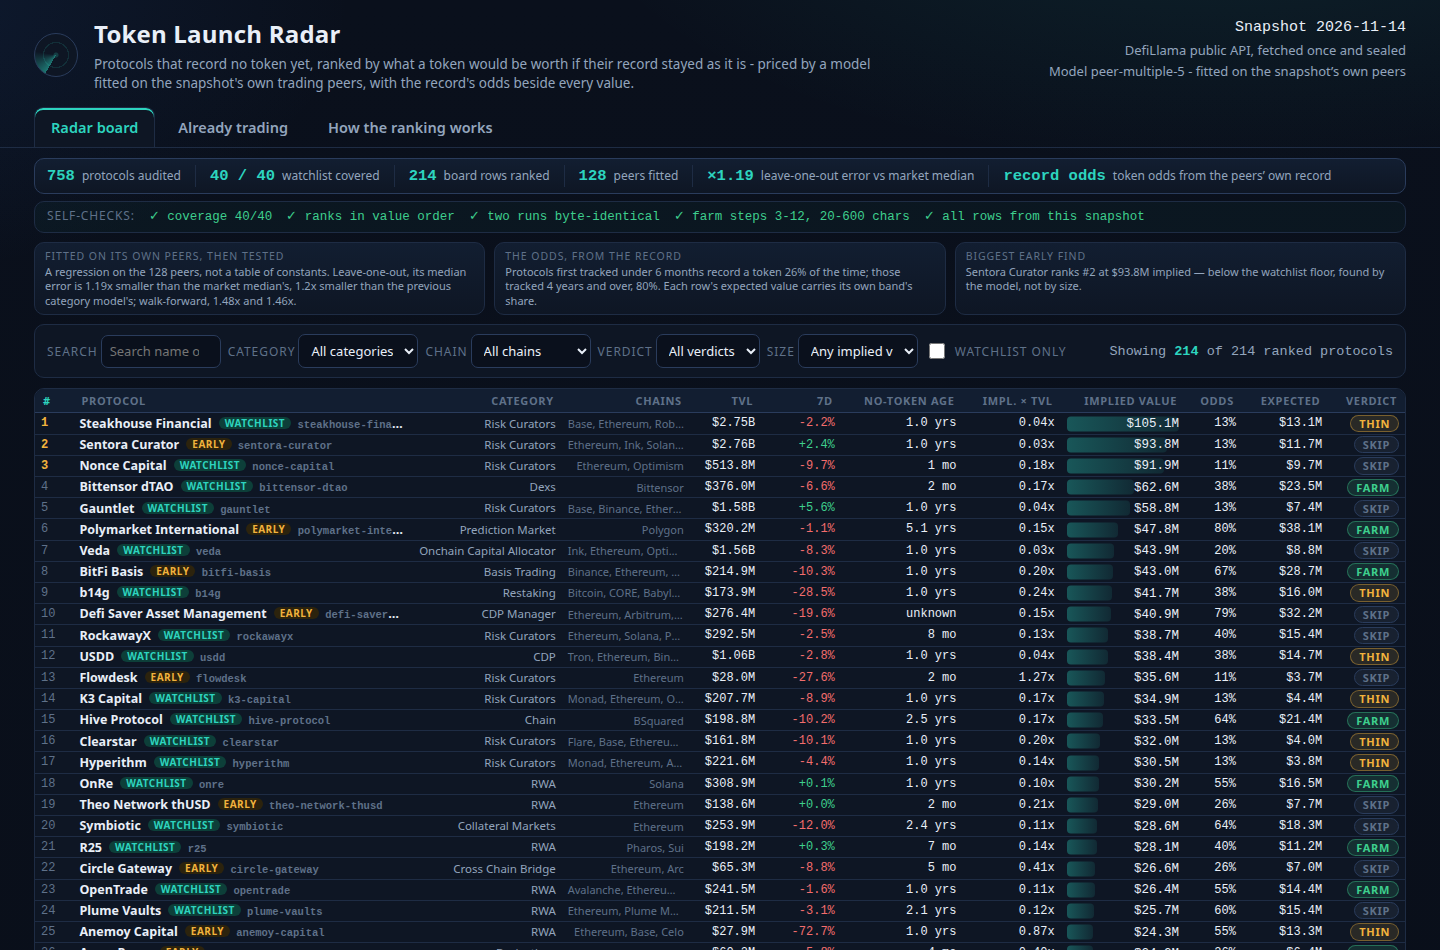 Token Launch Radar
Protocols that record no token yet, ranked by what a token would be worth if their record stayed as it is - priced by a model
fitted on the snapshot's own trading peers, with the record's odds beside every value.
Snapshot 2026-11-14
DefiLlama public API, fetched once and sealed
Model peer-multiple-5 - fitted on the snapshot's own peers
Radar board Already trading How the ranking works
758 protocols audited 40 / 40 watchlist covered 214 board rows ranked 128 peers fitted ×1.19 leave-one-out error vs market median record odds token odds from the peers' own record
SELF-CHECKS: ✓ coverage 40/40 ✓ ranks in value order ✓ two runs byte-identical ✓ farm steps 3-12, 20-600 chars ✓ all rows from this snapshot
FITTED ON ITS OWN PEERS, THEN TESTED
A regression on the 128 peers, not a table of constants. Leave-one-out, its median
error is 1.19x smaller than the market median's, 1.2x smaller than the previous
category model's; walk-forward, 1.48x and 1.46x.
THE ODDS, FROM THE RECORD
Protocols first tracked under 6 months record a token 26% of the time; those
tracked 4 years and over, 80%. Each row's expected value carries its own band's
share.
BIGGEST EARLY FIND
Sentora Curator ranks #2 at $93.8M implied — below the watchlist floor, found by
the model, not by size.
SEARCH Search name o CATEGORY All categories CHAIN All chains VERDICT All verdicts SIZE Any implied v WATCHLIST ONLY Showing 214 of 214 ranked protocols
# PROTOCOL CATEGORY CHAINS TVL 7D NO-TOKEN AGE IMPL. × TVL IMPLIED VALUE ODDS EXPECTED VERDICT
1 Steakhouse Financial WATCHLIST steakhouse-fina… Risk Curators Base, Ethereum, Rob… $2.75B -2.2% 1.0 yrs 0.04x $105.1M 13% $13.1M THIN
2 Sentora Curator EARLY sentora-curator Risk Curators Ethereum, Ink, Solan… $2.76B +2.4% 1.0 yrs 0.03x $93.8M 13% $11.7M SKIP
3 Nonce Capital WATCHLIST nonce-capital Risk Curators Ethereum, Optimism $513.8M -9.7% 1 mo 0.18x $91.9M 11% $9.7M SKIP
4 Bittensor dTAO WATCHLIST bittensor-dtao Dexs Bittensor $376.0M -6.6% 2 mo 0.17x $62.6M 38% $23.5M FARM
5 Gauntlet WATCHLIST gauntlet Risk Curators Base, Binance, Ether… $1.58B +5.6% 1.0 yrs 0.04x $58.8M 13% $7.4M SKIP
6 Polymarket International EARLY polymarket-inte… Prediction Market Polygon $320.2M -1.1% 5.1 yrs 0.15x $47.8M 80% $38.1M FARM
7 Veda WATCHLIST veda Onchain Capital Allocator Ink, Ethereum, Opti… $1.56B -8.3% 1.0 yrs 0.03x $43.9M 20% $8.8M SKIP
8 BitFi Basis EARLY bitfi-basis Basis Trading Binance, Ethereum, … $214.9M -10.3% 1.0 yrs 0.20x $43.0M 67% $28.7M FARM
9 b14g WATCHLIST b14g Restaking Bitcoin, CORE, Babyl… $173.9M -28.5% 1.0 yrs 0.24x $41.7M 38% $16.0M THIN
10 Defi Saver Asset Management EARLY defi-saver… CDP Manager Ethereum, Arbitrum,… $276.4M -19.6% unknown 0.15x $40.9M 79% $32.2M SKIP
11 RockawayX WATCHLIST rockawayx Risk Curators Ethereum, Solana, P… $292.5M -2.5% 8 mo 0.13x $38.7M 40% $15.4M SKIP
12 USDD WATCHLIST usdd CDP Tron, Ethereum, Bin… $1.06B -2.8% 1.0 yrs 0.04x $38.4M 38% $14.7M THIN
13 Flowdesk EARLY flowdesk Risk Curators Ethereum $28.0M -27.6% 2 mo 1.27x $35.6M 11% $3.7M SKIP
14 K3 Capital WATCHLIST k3-capital Risk Curators Monad, Ethereum, O… $207.7M -8.9% 1.0 yrs 0.17x $34.9M 13% $4.4M THIN
15 Hive Protocol WATCHLIST hive-protocol Chain BSquared $198.8M -10.2% 2.5 yrs 0.17x $33.5M 64% $21.4M FARM
16 Clearstar WATCHLIST clearstar Risk Curators Flare, Base, Ethereu… $161.8M -10.1% 1.0 yrs 0.20x $32.0M 13% $4.0M THIN
17 Hyperithm WATCHLIST hyperithm Risk Curators Monad, Ethereum, A… $221.6M -4.4% 1.0 yrs 0.14x $30.5M 13% $3.8M THIN
18 OnRe WATCHLIST onre RWA Solana $308.9M +0.1% 1.0 yrs 0.10x $30.2M 55% $16.5M FARM
19 Theo Network thUSD EARLY theo-network-thusd RWA Ethereum $138.6M +0.0% 2 mo 0.21x $29.0M 26% $7.7M SKIP
20 Symbiotic WATCHLIST symbiotic Collateral Markets Ethereum $253.9M -12.0% 2.4 yrs 0.11x $28.6M 64% $18.3M FARM
21 R25 WATCHLIST r25 RWA Pharos, Sui $198.2M +0.3% 7 mo 0.14x $28.1M 40% $11.2M FARM
22 Circle Gateway EARLY circle-gateway Cross Chain Bridge Ethereum, Arc $65.3M -8.8% 5 mo 0.41x $26.6M 26% $7.0M SKIP
23 OpenTrade WATCHLIST opentrade RWA Avalanche, Ethereu… $241.5M -1.6% 1.0 yrs 0.11x $26.4M 55% $14.4M FARM
24 Plume Vaults WATCHLIST plume-vaults RWA Ethereum, Plume M… $211.5M -3.1% 2.1 yrs 0.12x $25.7M 60% $15.4M SKIP
25 Anemoy Capital EARLY anemoy-capital RWA Ethereum, Base, Celo $27.9M -72.7% 1.0 yrs 0.87x $24.3M 55% $13.3M THIN